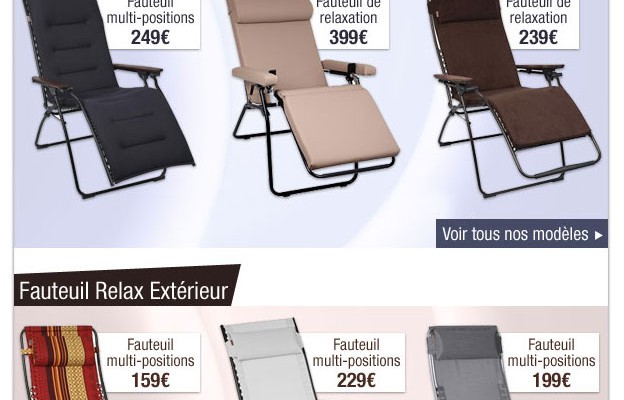 Fauteuil
multi-positions
249€
Fauteuil de
relaxation
399€
Fauteuil de
relaxation
239€
Voir tous nos modèles
Fauteuil Relax Extérieur
Fauteuil
multi-positions
159€
Fauteuil
multi-positions
229€
Fauteuil
multi-positions
199€